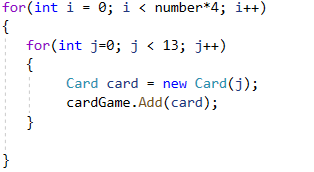 for(int i = 0; i < number*4; i++)
{
for(int j=0; j < 13; j++)
{
Card card = new Card(j);
cardGame.Add(card);
}
}